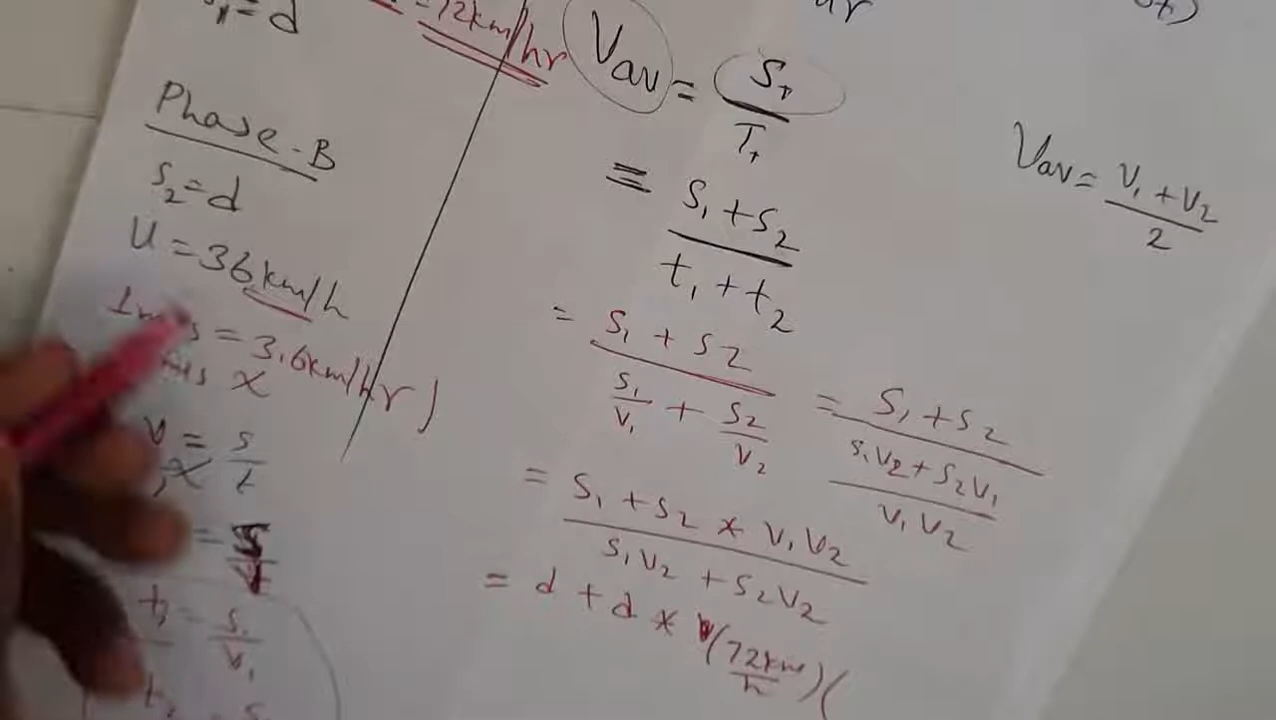 = d
= 72km/hr
Phase-B
S₂ = d
U = 36km/h
= 3.6km/hr)
V = S/t
t₁ = S₁/V₁
Vav = S_T/T_T
= S₁ + S₂/t₁ + t₂
= S₁ + S2/S₁/V₁ + S2/V₂ = S₁ + S₂/S₁V₂ + S₂V₁/V₁V₂
= S₁ + S₂ * V₁V₂/S₁V₂ + S₂V₂
= d + d * (72km/h)(
Vav = V₁ + V₂/2